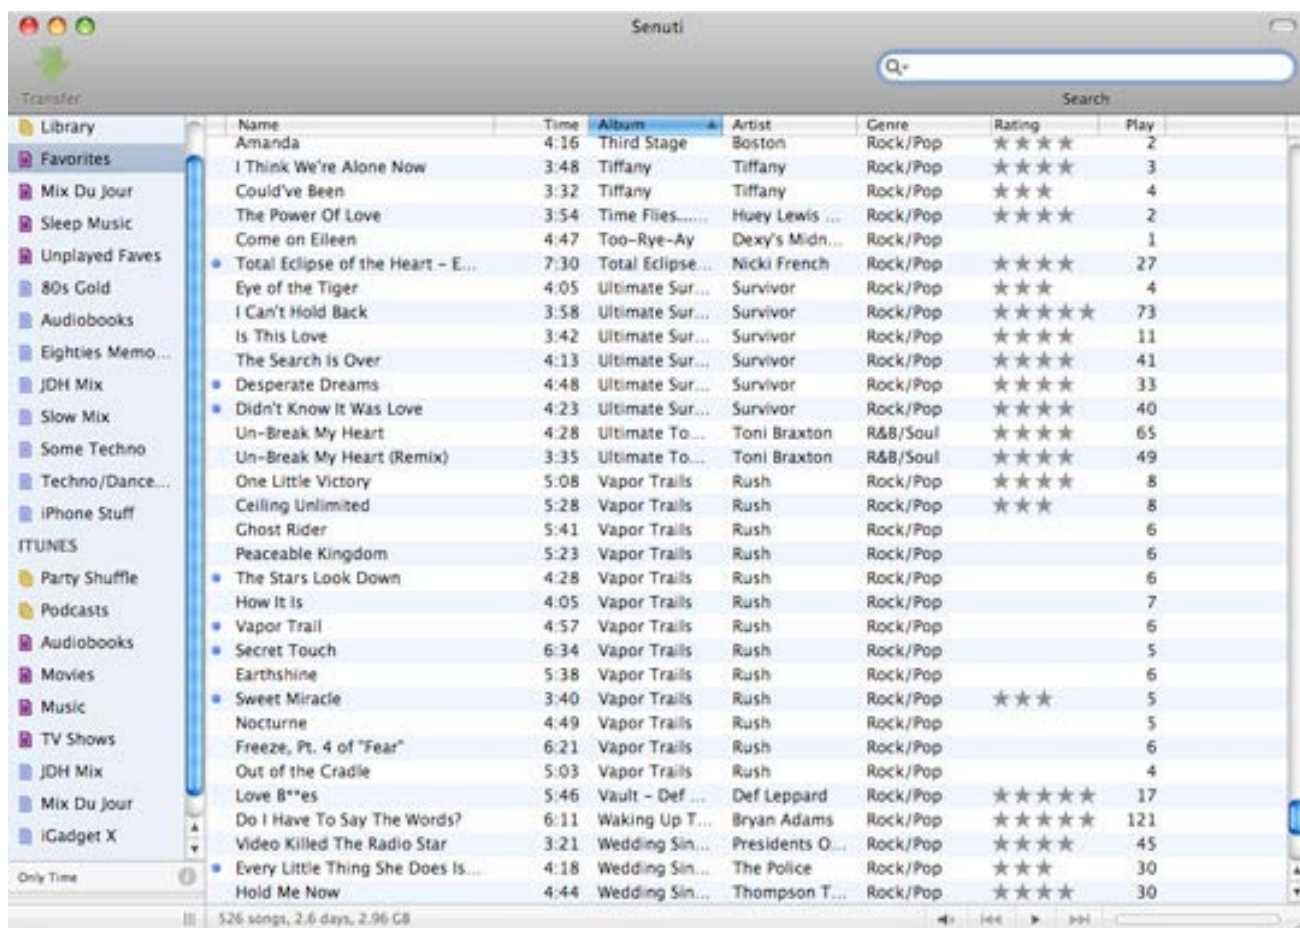 Senuti
Transfer
Search
Library
Favorites
Mix Du Jour
Sleep Music
Unplayed Faves
80s Gold
Audiobooks
Eighties Memo...
JDH Mix
Slow Mix
Some Techno
Techno/Dance...
iPhone Stuff
ITUNES
Party Shuffle
Podcasts
Audiobooks
Movies
Music
TV Shows
JDH Mix
Mix Du Jour
iGadget X
Only Time
Name Time Album Artist Genre Rating Play
Amanda 4:16 Third Stage Boston Rock/Pop ★★★★ 2
I Think We're Alone Now 3:48 Tiffany Tiffany Rock/Pop ★★★★ 3
Could've Been 3:32 Tiffany Tiffany Rock/Pop ★★★ 4
The Power Of Love 3:54 Time Flies...... Huey Lewis ... Rock/Pop ★★★★ 2
Come on Eileen 4:47 Too-Rye-Ay Dexy's Midn... Rock/Pop 1
Total Eclipse of the Heart - E... 7:30 Total Eclipse... Nicki French Rock/Pop ★★★★ 27
Eye of the Tiger 4:05 Ultimate Sur... Survivor Rock/Pop ★★★ 4
I Can't Hold Back 3:58 Ultimate Sur... Survivor Rock/Pop ★★★★★ 73
Is This Love 3:42 Ultimate Sur... Survivor Rock/Pop ★★★★ 11
The Search Is Over 4:13 Ultimate Sur... Survivor Rock/Pop ★★★★ 41
Desperate Dreams 4:48 Ultimate Sur... Survivor Rock/Pop ★★★★ 33
Didn't Know It Was Love 4:23 Ultimate Sur... Survivor Rock/Pop ★★★★ 40
Un-Break My Heart 4:28 Ultimate To... Toni Braxton R&B/Soul ★★★★ 65
Un-Break My Heart (Remix) 3:35 Ultimate To... Toni Braxton R&B/Soul ★★★★ 49
One Little Victory 5:08 Vapor Trails Rush Rock/Pop ★★★★ 8
Ceiling Unlimited 5:28 Vapor Trails Rush Rock/Pop ★★★ 8
Ghost Rider 5:41 Vapor Trails Rush Rock/Pop 6
Peaceable Kingdom 5:23 Vapor Trails Rush Rock/Pop 6
The Stars Look Down 4:28 Vapor Trails Rush Rock/Pop 6
How It Is 4:05 Vapor Trails Rush Rock/Pop 7
Vapor Trail 4:57 Vapor Trails Rush Rock/Pop 6
Secret Touch 6:34 Vapor Trails Rush Rock/Pop 5
Earthshine 5:38 Vapor Trails Rush Rock/Pop 6
Sweet Miracle 3:40 Vapor Trails Rush Rock/Pop ★★★ 5
Nocturne 4:49 Vapor Trails Rush Rock/Pop 5
Freeze, Pt. 4 of "Fear" 6:21 Vapor Trails Rush Rock/Pop 6
Out of the Cradle 5:03 Vapor Trails Rush Rock/Pop 4
Love B**es 5:46 Vault - Def ... Def Leppard Rock/Pop ★★★★★ 17
Do I Have To Say The Words? 6:11 Waking Up T... Bryan Adams Rock/Pop ★★★★★ 121
Video Killed The Radio Star 3:21 Wedding Sin... Presidents O... Rock/Pop ★★★★ 45
Every Little Thing She Does Is... 4:18 Wedding Sin... The Police Rock/Pop ★★★ 30
Hold Me Now 4:44 Wedding Sin... Thompson T... Rock/Pop ★★★★ 30
526 songs, 2.6 days, 2.96 GB